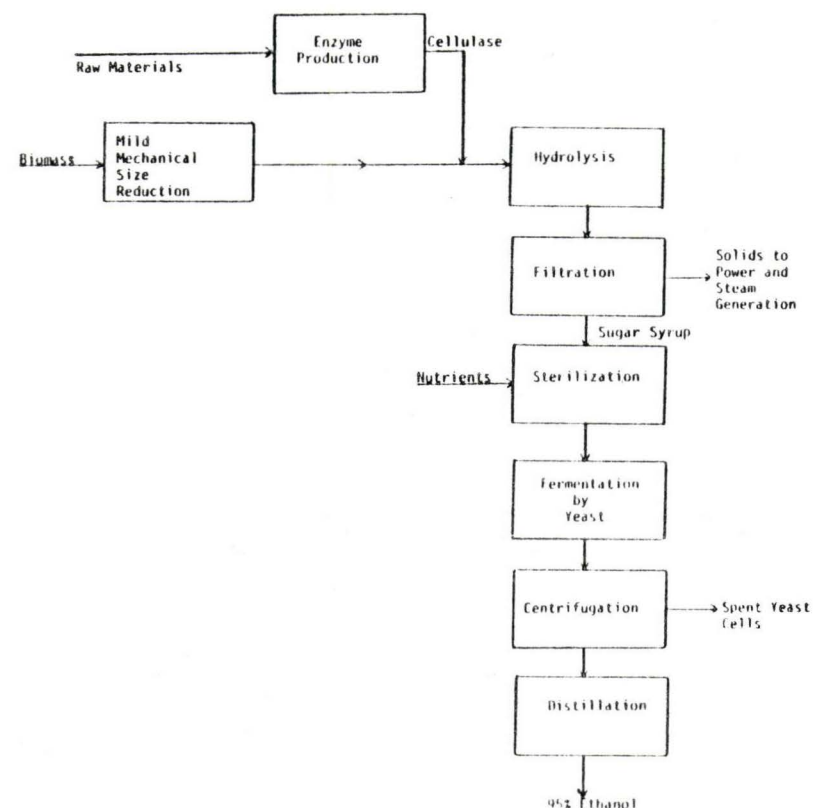 Enzyme
Production
Cellulase
Raw Materials
Mild
Mechanical
Size
Reduction
Biomass
Hydrolysis
Filtration
Solids to
Power and
Steam
Generation
Sugar Syrup
Nutrients
Sterilization
Fermentation
by
Yeast
Centrifugation
Spent Yeast
Cells
Distillation
95% Ethanol